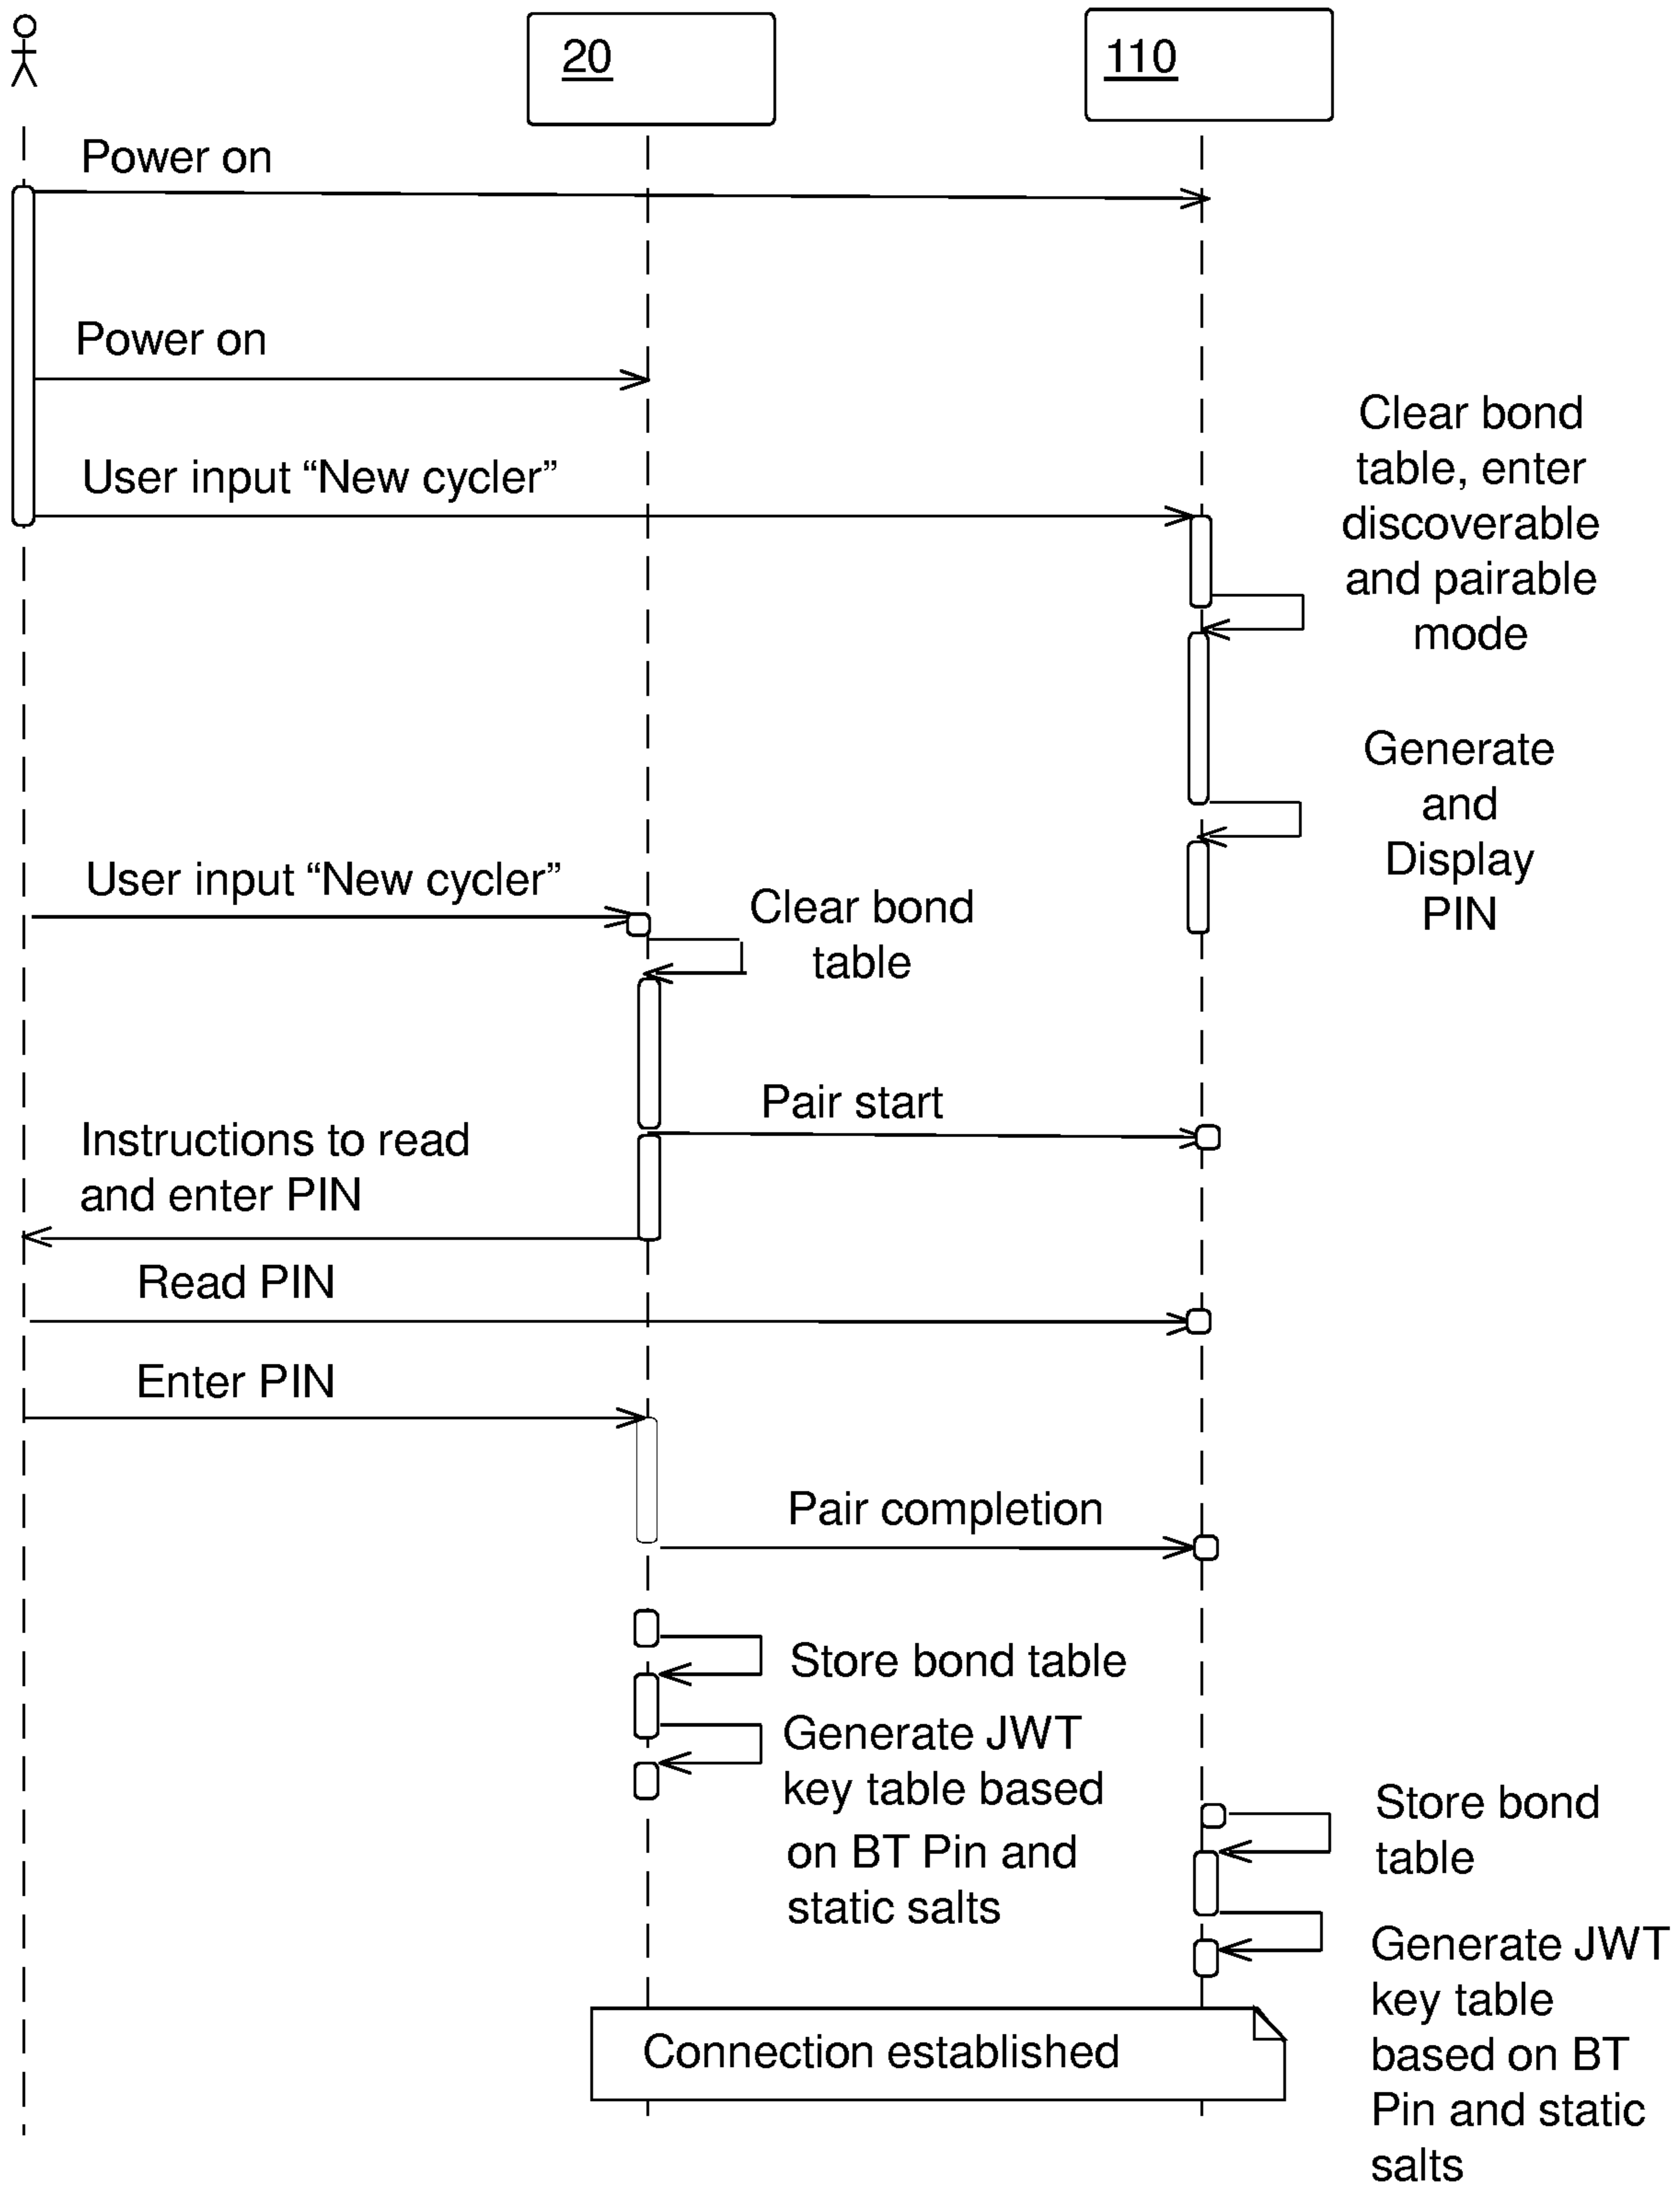 20
110
Power on
Power on
Clear bond
table, enter
discoverable
and pairable
mode
User input “New cycler”
Generate
and
Display
PIN
User input “New cycler”
Clear bond
table
Pair start
Instructions to read
and enter PIN
Read PIN
Enter PIN
Pair completion
Store bond table
Generate JWT
key table based
on BT Pin and
static salts
Store bond
table
Generate JWT
key table
based on BT
Pin and static
salts
Connection established